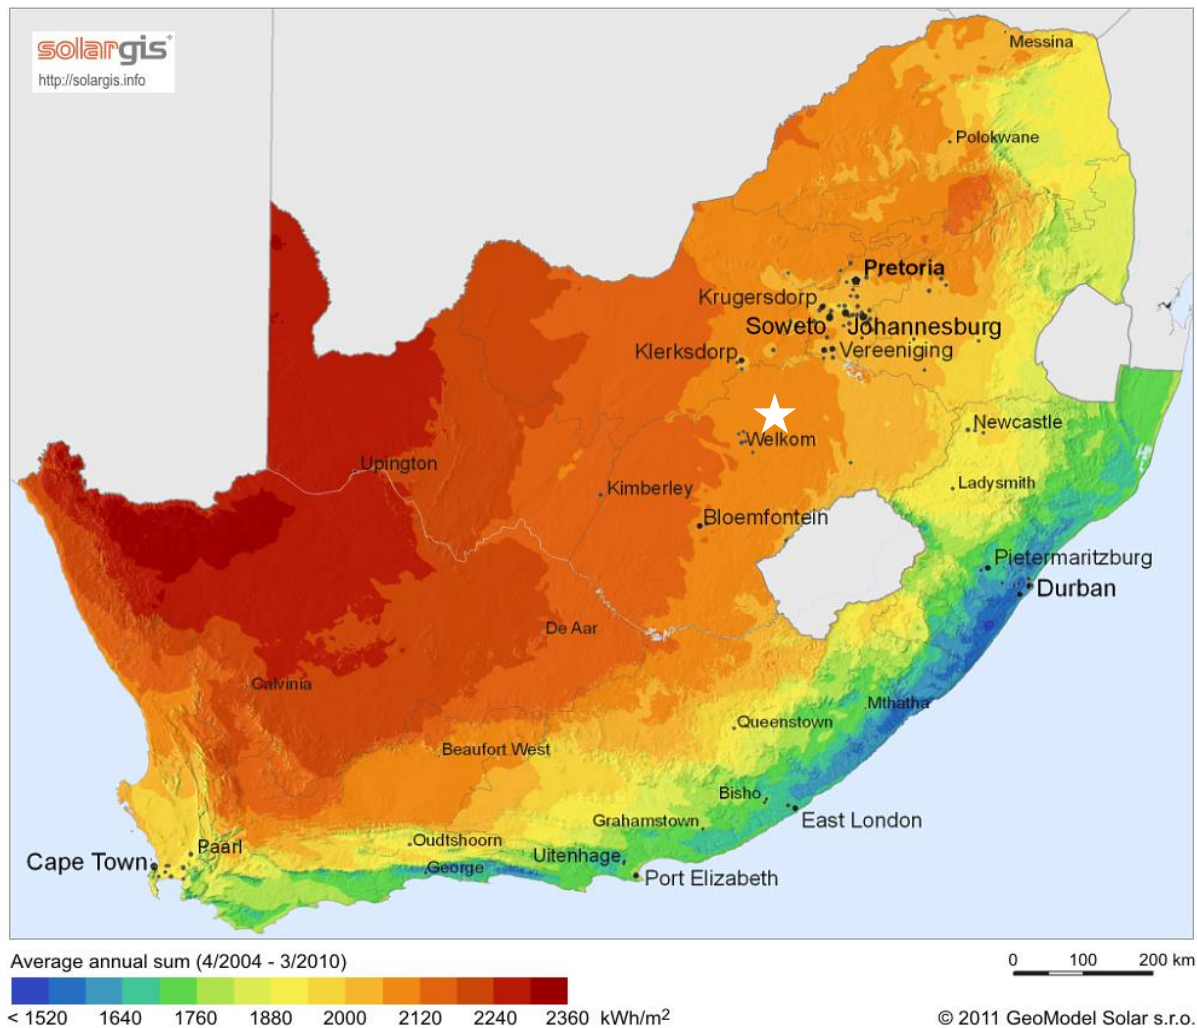 solargis
http://solargis.info
Messina
Polokwane
Pretoria
Krugersdorp
Soweto Johannesburg
Klerksdorp Vereeniging
Newcastle
Welkom
Upington
Kimberley
Ladysmith
Bloemfontein
Pietermaritzburg
Durban
De Aar
Calvinia
Mthatha
Queenstown
Beaufort West
Bisho
Grahamstown East London
Oudtshoorn
Paarl
Cape Town
Uitenhage
George
Port Elizabeth
Average annual sum (4/2004 - 3/2010)
0 100 200 km
< 1520 1640 1760 1880 2000 2120 2240 2360 kWh/m2
© 2011 GeoModel Solar s.r.o.